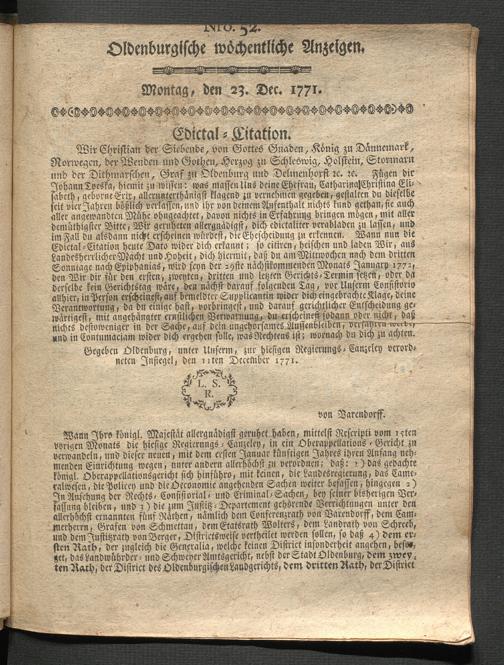 Nro. 52.
Oldenburgische wöchentliche Anzeigen.
Montag, den 23. Dec. 1771.
Edictal-Citation.
Wir Christian der Siebende, von Gottes Gnaden, König zu Dännemark,
Norwegen, der Wenden und Gothen, Herzog zu Schleswig, Holstein, Stormarn
und der Dithmarschen, Graf zu Oldenburg und Delmenhorst ꝛc. ꝛc. Fügen dir
Johann hiemit zu wissen: was massen Uns deine Ehefrau, Catharina Christina Eli-
sabeth, geborne allerunterthänigst klagend zu vernehmen gegeben, gestalten du dieselbe
seit vier Jahren böslich verlassen, und ihr von deinem Aufenthalt nichts kund gethan, sie auch
aller angewandten Mühe ohngeachtet, davon nichts in Erfahrung bringen mögen, mit aller
demüthigster Bitte, Wir geruheten allergnädigst, dich edictaliter verabladen zu lassen, und
im Fall du alsdann nicht erscheinen würdest, die Ehescheidung zu erkennen. Wann nun die
Edictal-Citation heute Dato wider dich erkannt; so citiren, heischen und laden Wir, aus
Landesherrlicher Macht und Hoheit, dich hiermit, daß du am Mittwochen nach dem dritten
Sonntage nach Epiphanias, wird seyn der 29ste nächstkommenden Monats January 1772,
den Wir dir für den ersten, zweyten, dritten und letzten Gerichts-Termin setzen, oder da
derselbe kein Gerichtstag wäre, den nächst darauf folgenden Tag, vor Unserm Consistorio
allhier, in Person erscheinest, auf bemeldter Supplicantin wider dich eingebrachte Klage, deine
Verantwortung, da du einige hast, vorbringest, und darauf gerichtlicher Entscheidung ge-
wärtigest, mit angehängter ernstlichen Verwarnung, du erscheinest sodann oder nicht, daß
nichts destoweniger in der Sache, auf dein ungehorsames Aussenbleiben, verfahren werde,
und in Contumaciam wider dich ergehen solle, was Rechtens ist; wornach du dich zu achten.
Gegeben Oldenburg, unter Unserm, zur hiesigen Regierungs-Canzeley verord-
neten Insiegel, den 11ten December 1771.
L. S.
R.
von Varendorff.
Wann Ihro königl. Majestät allergnädigst geruhet haben, mittelst Rescripti vom 15ten
vorigen Monats die hiesige Regierungs-Canzeley, in ein Oberappellations-Gericht zu
verwandeln, und dieser neuen, mit dem ersten Januar künftigen Jahres ihren Anfang neh-
menden Einrichtung wegen, unter andern allerhöchst zu verordnen; daß: 1) das gedachte
königl. Oberappellationsgericht sich hinführo, mit keinen, die Landesregierung, das Came-
ralwesen, die Policey und die Oeconomie angehenden Sachen weiter befassen, hingegen 2)
In Ansehung der Rechts-Consistorial- und Criminal-Sachen, bey seiner bisherigen Ver-
fassung bleiben, und 3) die zum Justitz-Departement gehörende Verrichtungen unter den
allerhöchst ernannten fünf Räthen, nämlich dem Conferenzrath von Varendorff, dem Cam-
merherrn, Grafen von Schmettau, dem Etatsrath Wolters, dem Landrath von Schreeb,
und dem Justizrath von Berger, Districtsweise vertheilet werden sollen, so daß 4) dem er-
sten Rath, der zugleich die Generalia, welche keinen District insonderheit angehen, besor-
get, das Landwührder- und Schweyer Amtsgericht, nebst der Stadt Oldenburg, dem zwey-
ten Rath, der District des Oldenburgischen Landgerichts, dem dritten Rath, der District